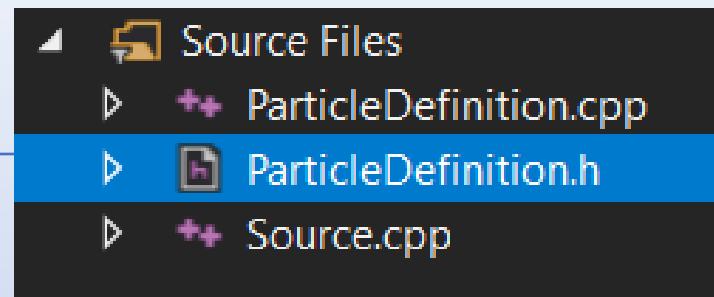 Source Files
ParticleDefinition.cpp
ParticleDefinition.h
Source.cpp